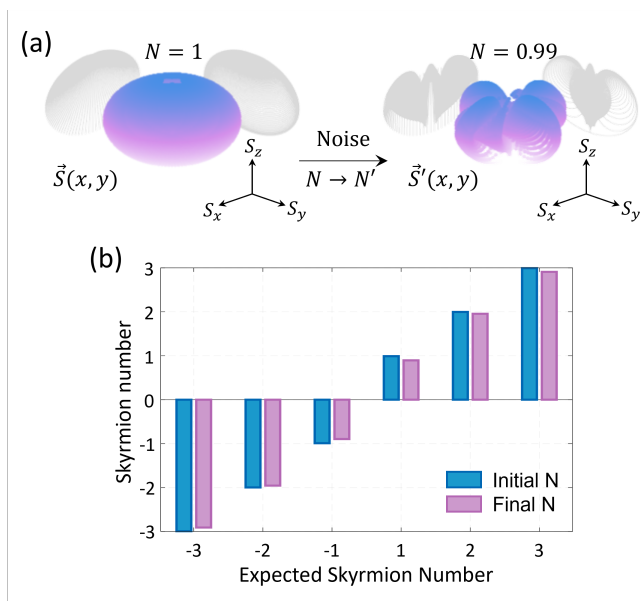 (a)
N = 1
N = 0.99
Noise
N → N′
S⃗(x, y)
S_z
S_x
S_y
S⃗′(x, y)
S_z
S_x
S_y
(b)
Skyrmion number
3
2
1
0
-1
-2
-3
-3 -2 -1 1 2 3
Expected Skyrmion Number
Initial N
Final N